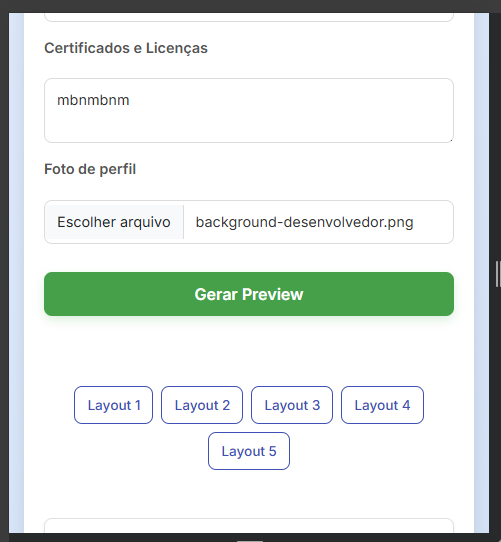 Certificados e Licenças
mbnmbnm
Foto de perfil
Escolher arquivo background-desenvolvedor.png
Gerar Preview
Layout 1 Layout 2 Layout 3 Layout 4
Layout 5